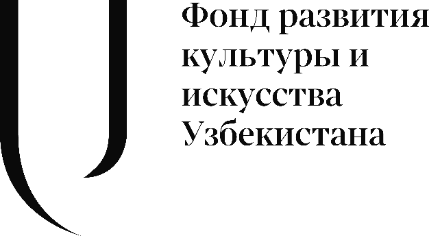 Фонд развития
культуры и
искусства
Узбекистана